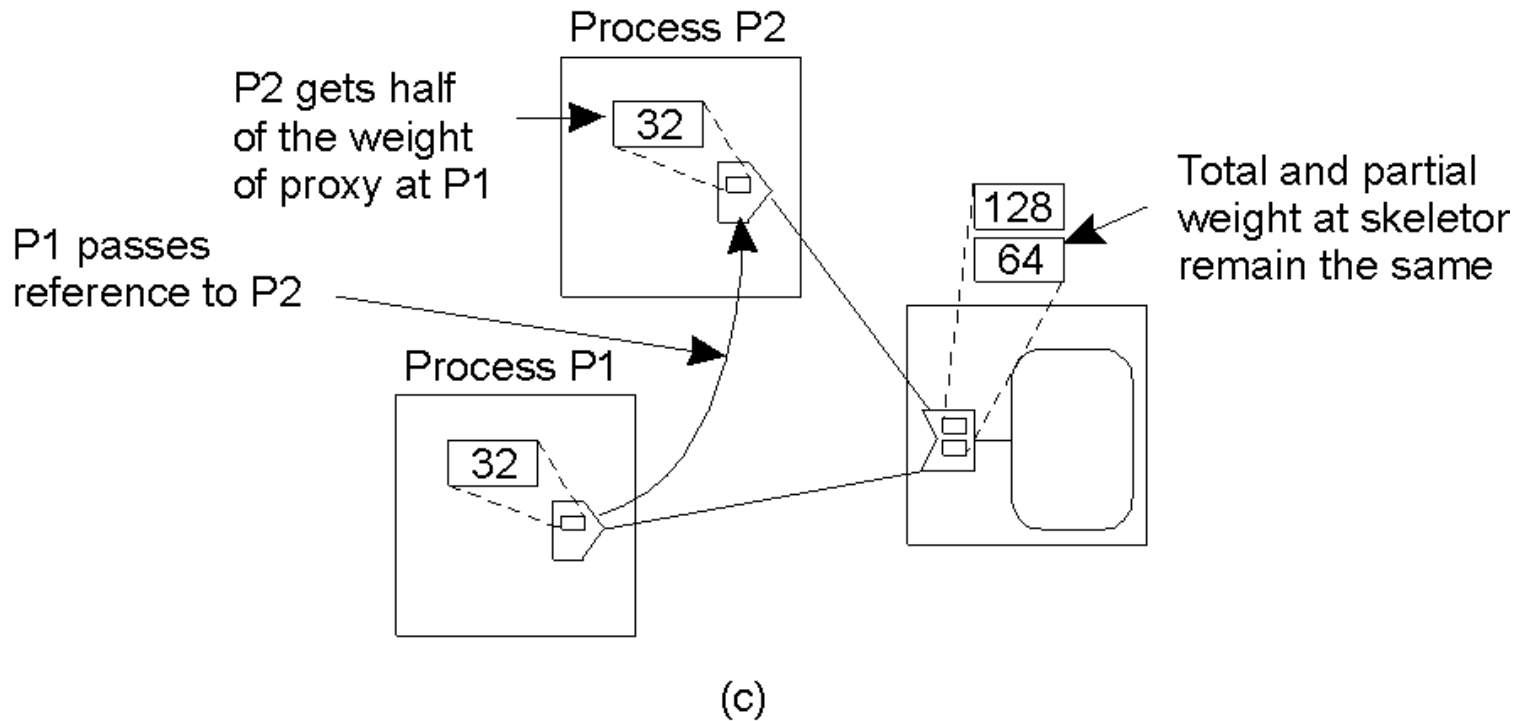 Process P2
P2 gets half
of the weight
of proxy at P1
32
128
64
Total and partial
weight at skeletor
remain the same
P1 passes
reference to P2
Process P1
32
(c)